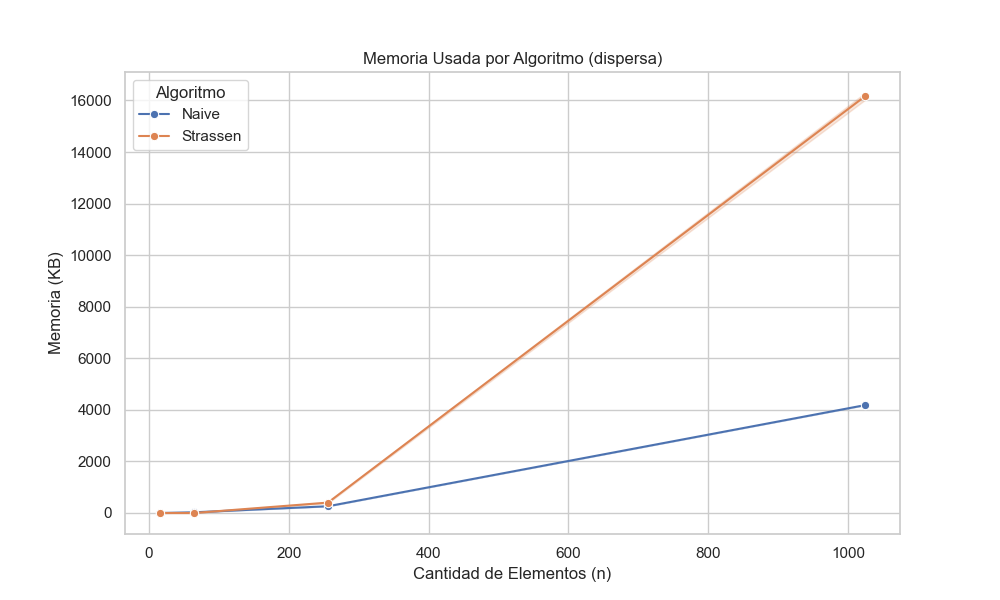 Memoria Usada por Algoritmo (dispersa)
Algoritmo
Naive
Strassen
16000
14000
12000
10000
8000
6000
4000
2000
0
Memoria (KB)
0 200 400 600 800 1000
Cantidad de Elementos (n)